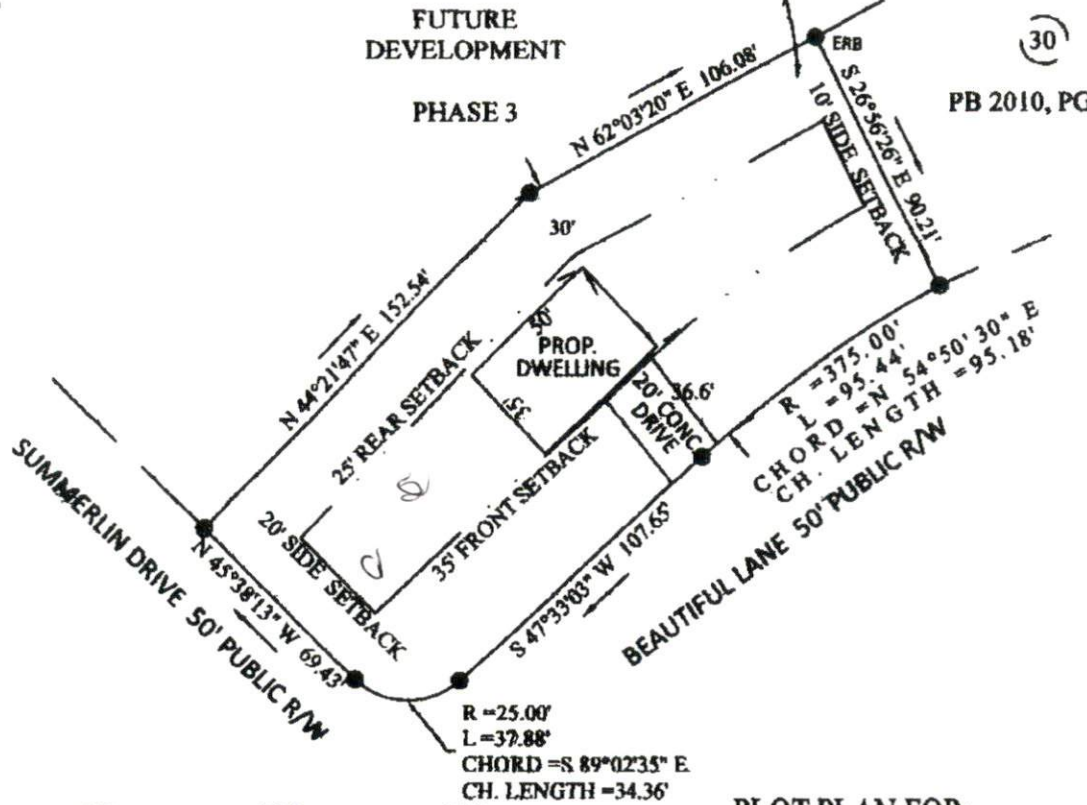 FUTURE
DEVELOPMENT
PHASE 3
30
PB 2010, PG
ERB
N 62°03'20" E 106.08'
S 26°56'26" E 90.21'
10' SIDE SETBACK
30'
N 44°21'47" E 152.54'
25' REAR SETBACK
50'
PROP.
DWELLING
35'
36.6'
20' CONC.
DRIVE
35' FRONT SETBACK
20' SIDE SETBACK
R =375.00'
L =95.44'
CHORD =N 54°50'30" E
CH. LENGTH =95.18'
BEAUTIFUL LANE 50' PUBLIC R/W
S 47°33'03" W 107.65'
SUMMERLIN DRIVE 50' PUBLIC R/W
N 45°38'13" W 69.43'
R =25.00'
L =37.88'
CHORD =S 89°02'35" E
CH. LENGTH =34.36'
PLOT PLAN FOR